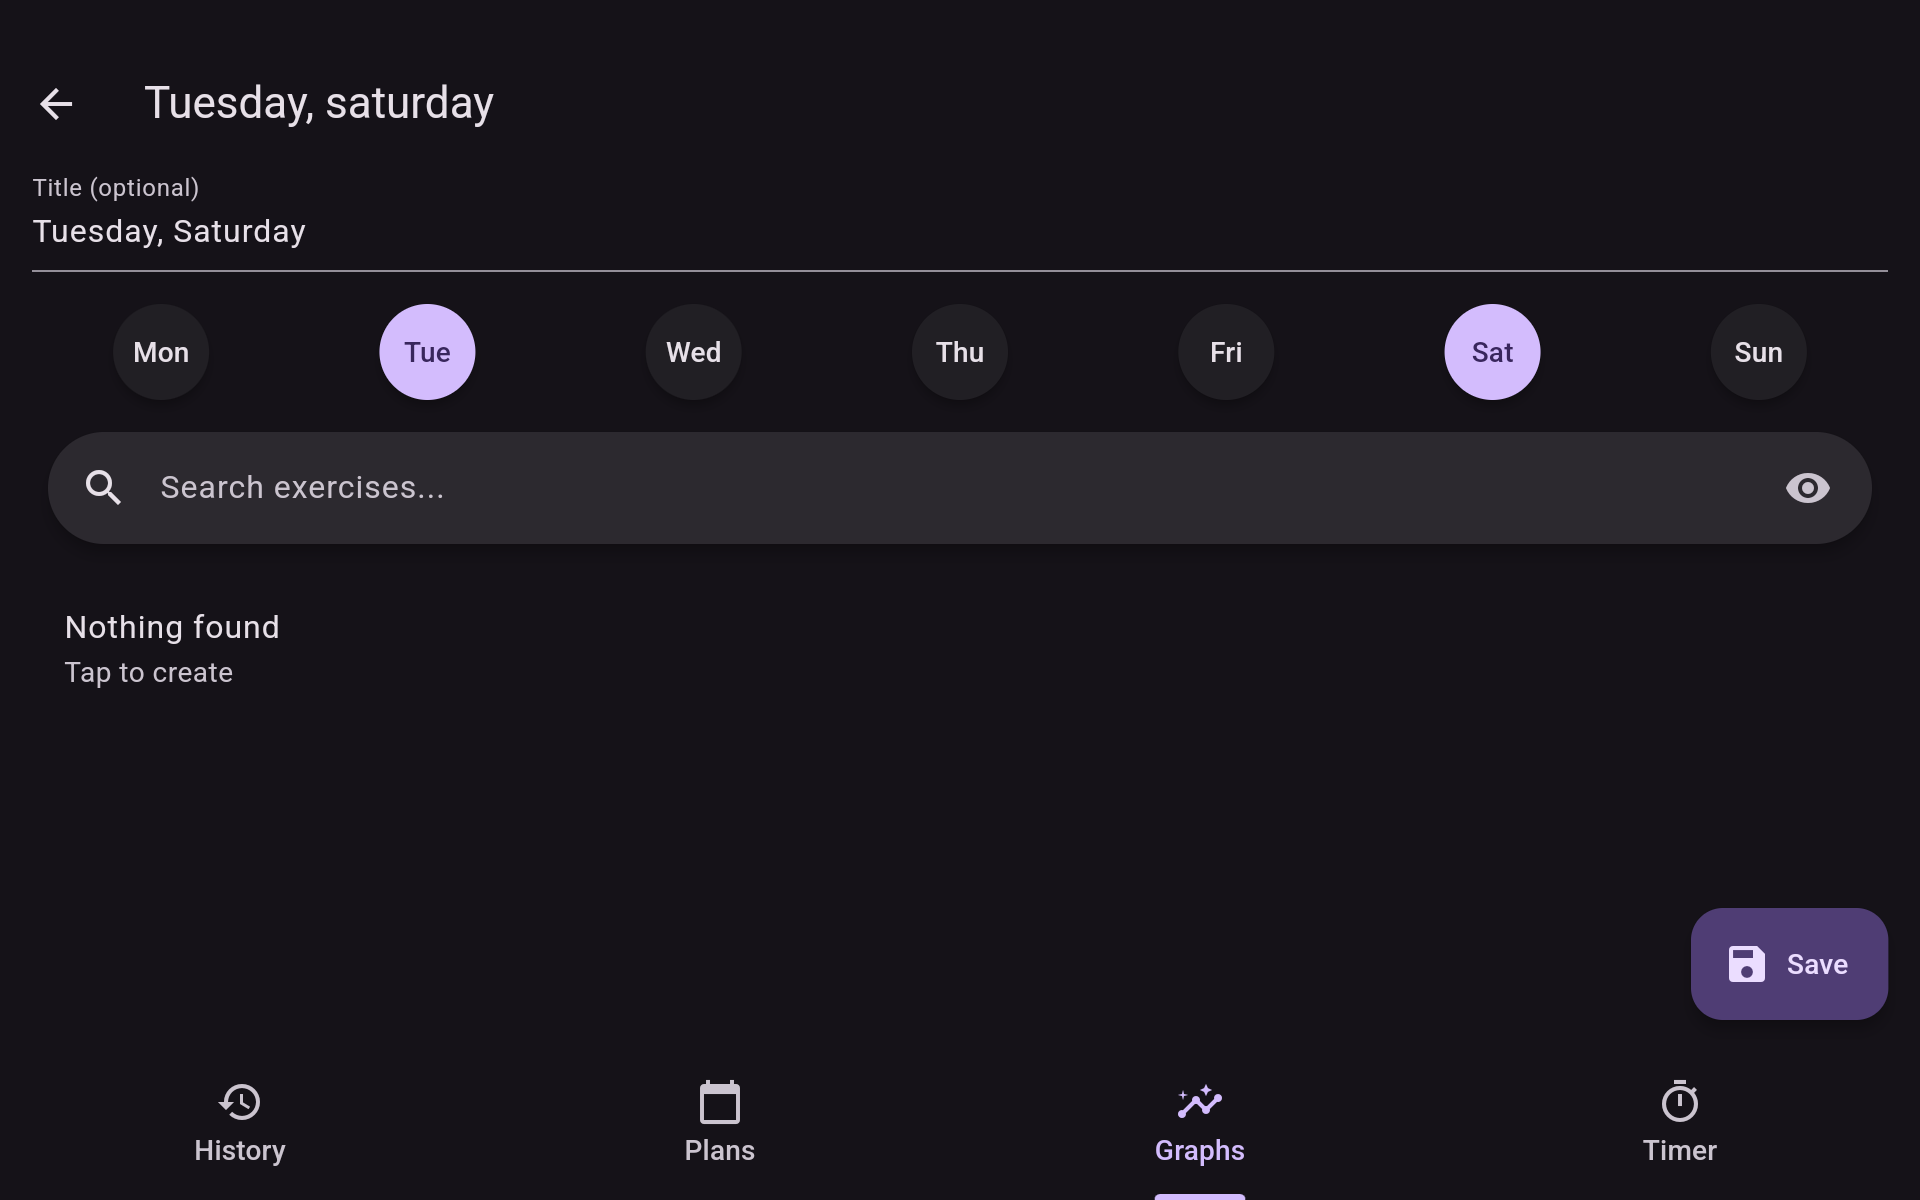 Tuesday, saturday
Title (optional)
Tuesday, Saturday
Mon Tue Wed Thu Fri Sat Sun
Search exercises...
Nothing found
Tap to create
Save
History Plans Graphs Timer